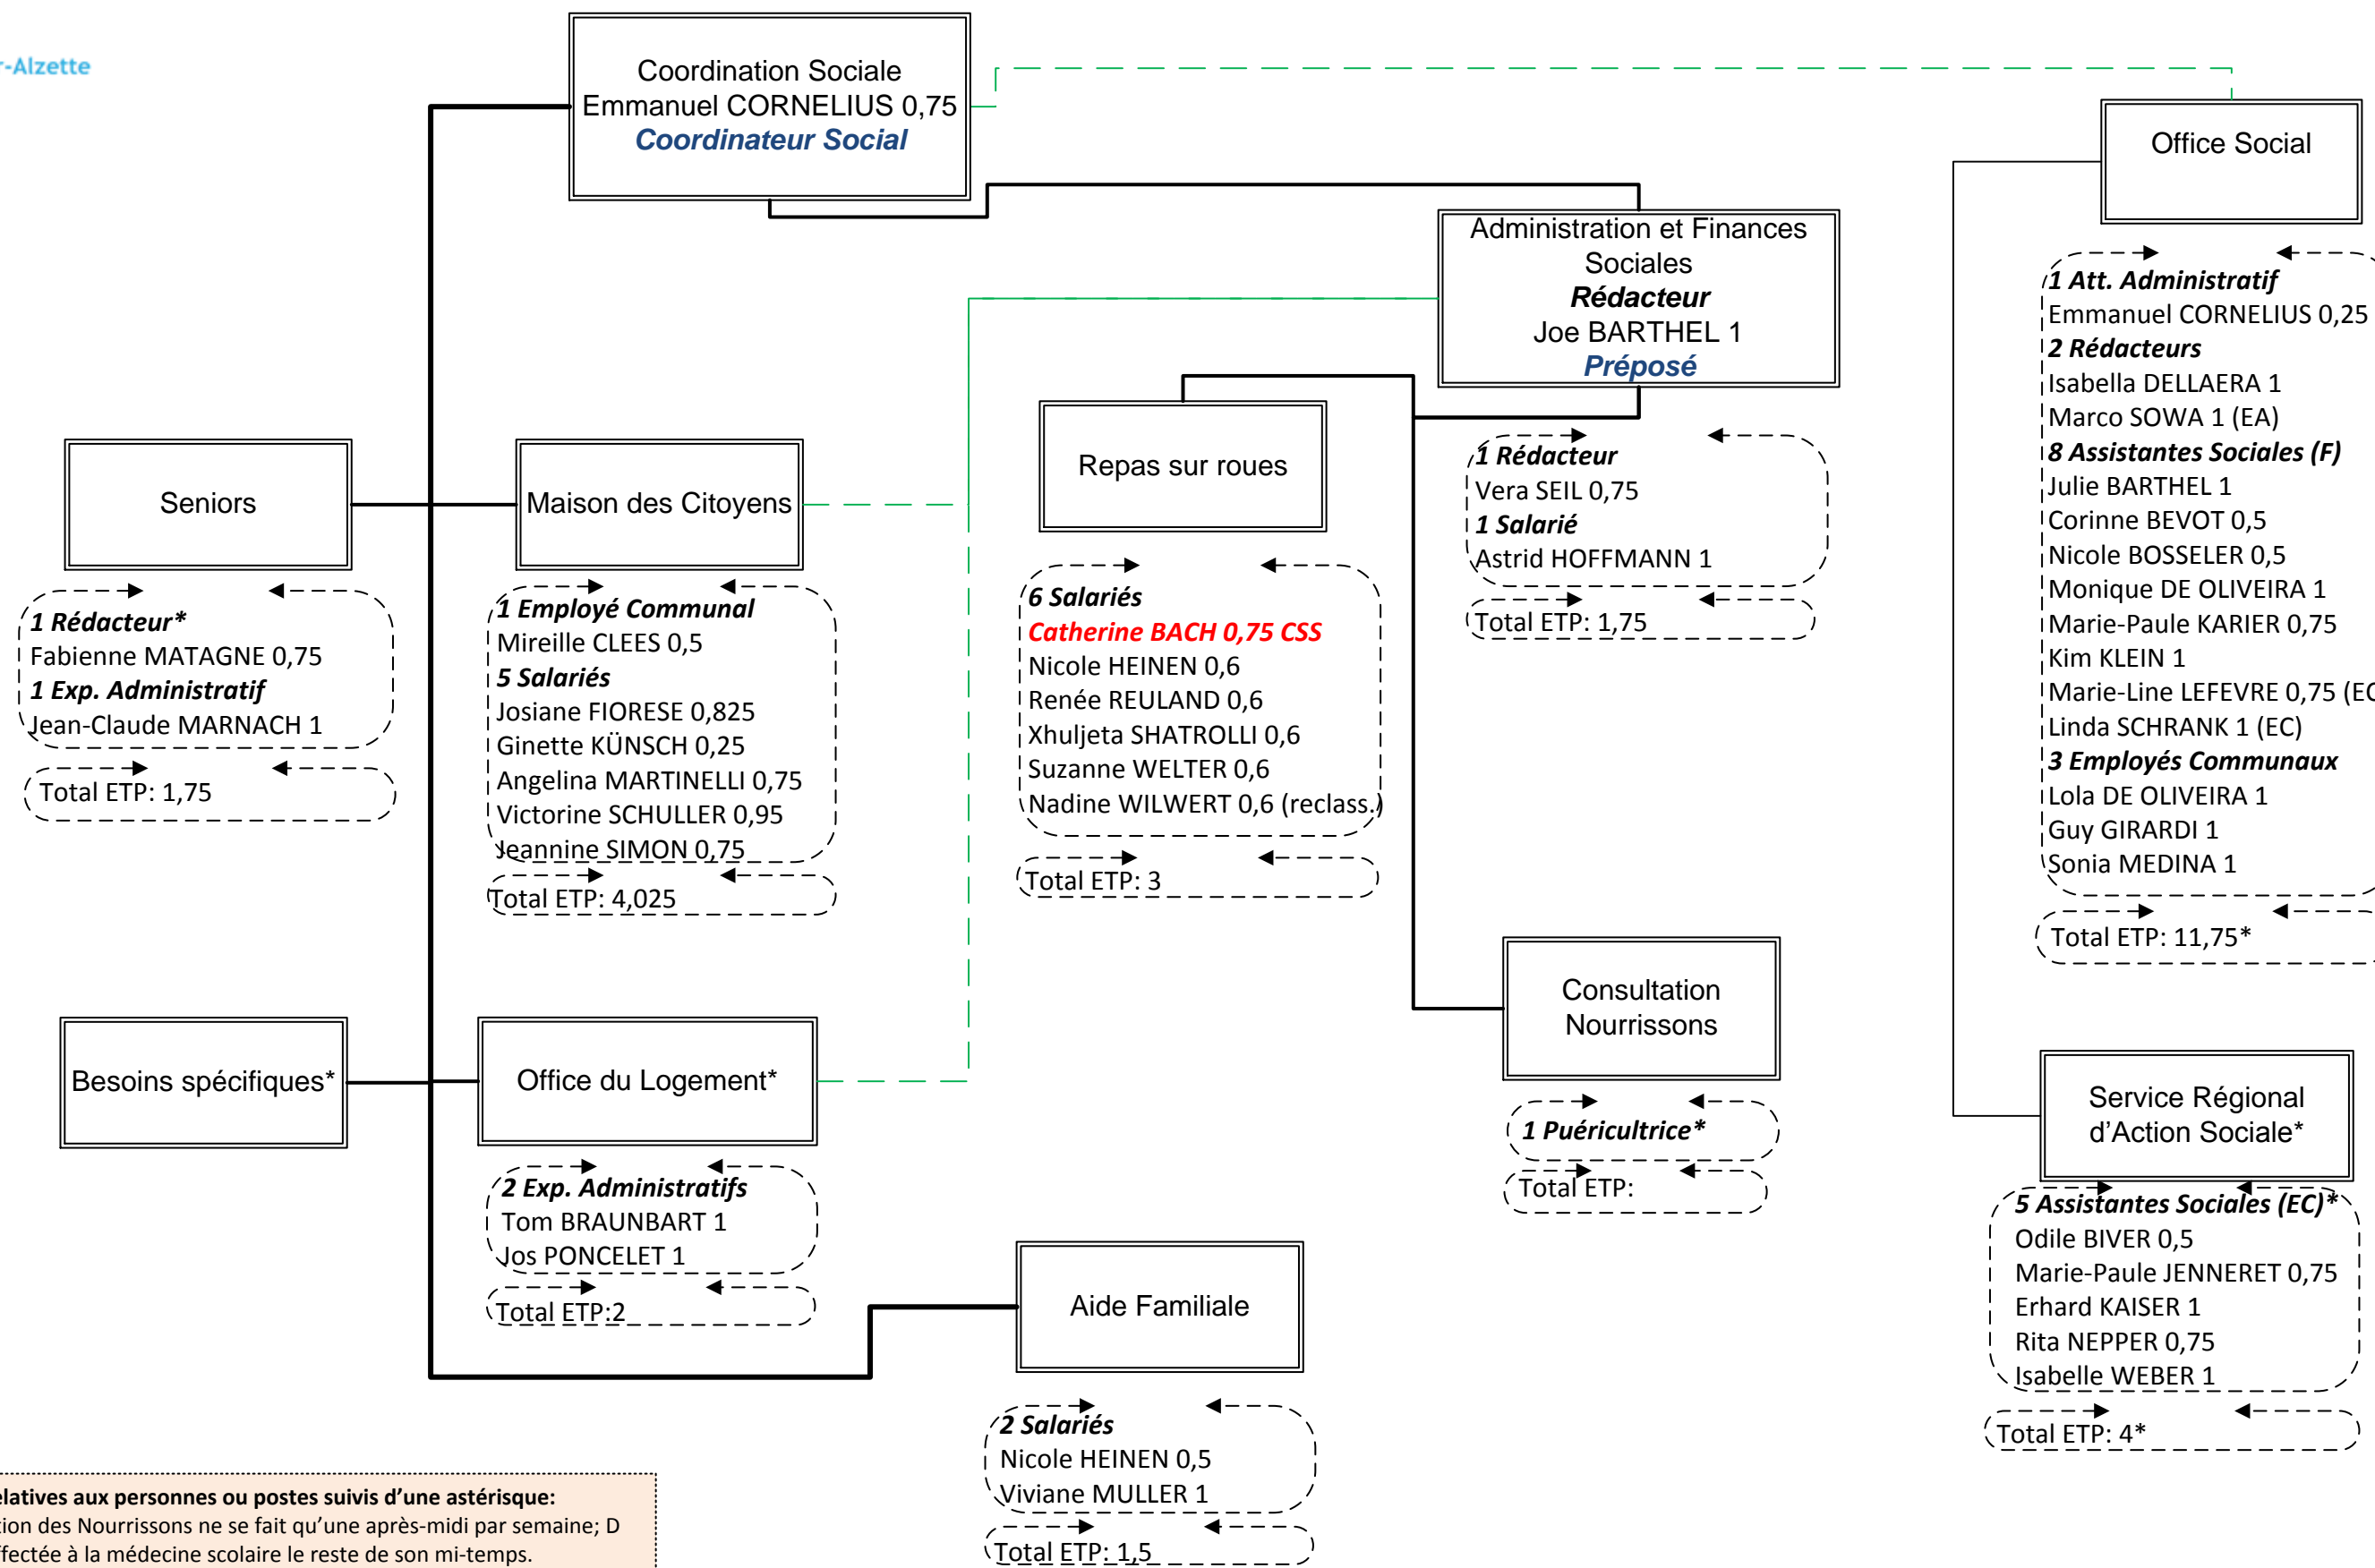 r-Alzette
Coordination Sociale
Emmanuel CORNELIUS 0,75
Coordinateur Social
Office Social
Administration et Finances
Sociales
Rédacteur
Joe BARTHEL 1
Préposé
1 Att. Administratif
Emmanuel CORNELIUS 0,25
2 Rédacteurs
Isabella DELLAERA 1
Marco SOWA 1 (EA)
8 Assistantes Sociales (F)
Julie BARTHEL 1
Corinne BEVOT 0,5
Nicole BOSSELER 0,5
Monique DE OLIVEIRA 1
Marie-Paule KARIER 0,75
Kim KLEIN 1
Marie-Line LEFEVRE 0,75 (EC
Linda SCHRANK 1 (EC)
3 Employés Communaux
Lola DE OLIVEIRA 1
Guy GIRARDI 1
Sonia MEDINA 1
Total ETP: 11,75*
Seniors
1 Rédacteur*
Fabienne MATAGNE 0,75
1 Exp. Administratif
Jean-Claude MARNACH 1
Total ETP: 1,75
Maison des Citoyens
1 Employé Communal
Mireille CLEES 0,5
5 Salariés
Josiane FIORESE 0,825
Ginette KÜNSCH 0,25
Angelina MARTINELLI 0,75
Victorine SCHULLER 0,95
Jeannine SIMON 0,75
Total ETP: 4,025
Repas sur roues
6 Salariés
Catherine BACH 0,75 CSS
Nicole HEINEN 0,6
Renée REULAND 0,6
Xhuljeta SHATROLLI 0,6
Suzanne WELTER 0,6
Nadine WILWERT 0,6 (reclass.)
Total ETP: 3
1 Rédacteur
Vera SEIL 0,75
1 Salarié
Astrid HOFFMANN 1
Total ETP: 1,75
Besoins spécifiques*
Office du Logement*
2 Exp. Administratifs
Tom BRAUNBART 1
Jos PONCELET 1
Total ETP:2
Consultation
Nourrissons
1 Puéricultrice*
Total ETP:
Service Régional
d'Action Sociale*
5 Assistantes Sociales (EC)*
Odile BIVER 0,5
Marie-Paule JENNERET 0,75
Erhard KAISER 1
Rita NEPPER 0,75
Isabelle WEBER 1
Total ETP: 4*
Aide Familiale
2 Salariés
Nicole HEINEN 0,5
Viviane MULLER 1
Total ETP: 1,5
elatives aux personnes ou postes suivis d'une astérisque:
tion des Nourrissons ne se fait qu'une après-midi par semaine; D
ffectée à la médecine scolaire le reste de son mi-temps.